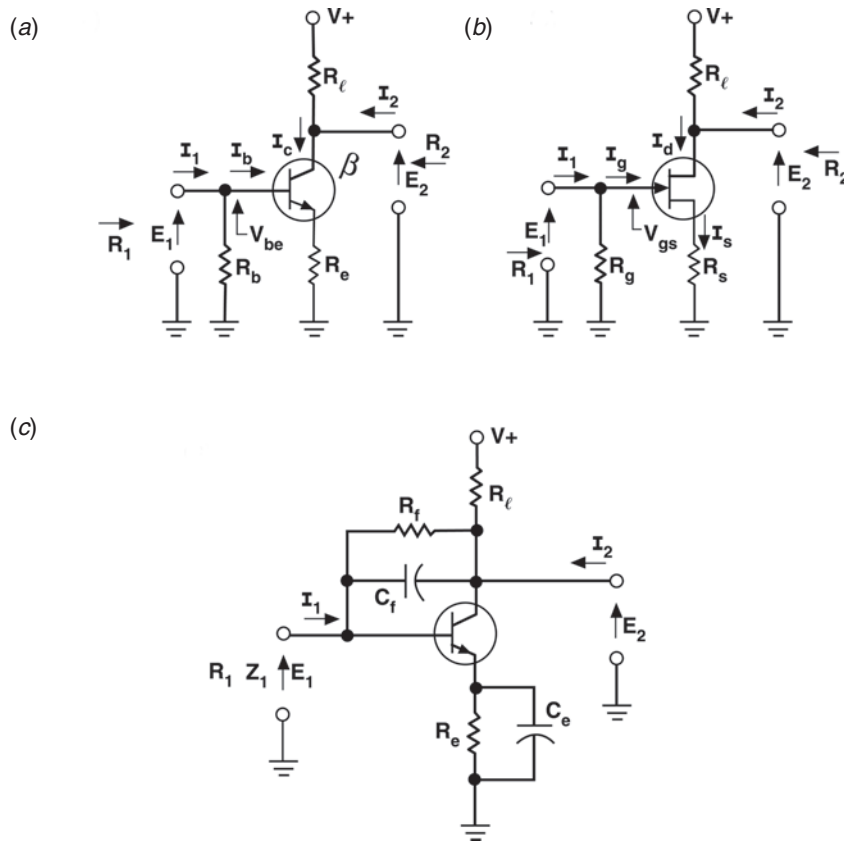 (a)
V+
R_ℓ
I_2
I_1
I_b
I_c
β
R_2
E_2
R_1
E_1
V_be
R_b
R_e
(b)
V+
R_ℓ
I_2
I_1
I_g
I_d
R_2
E_2
E_1
R_1
V_gs
I_s
R_g
R_s
(c)
V+
R_ℓ
R_f
I_2
C_f
I_1
E_2
R_1 Z_1 E_1
R_e
C_e